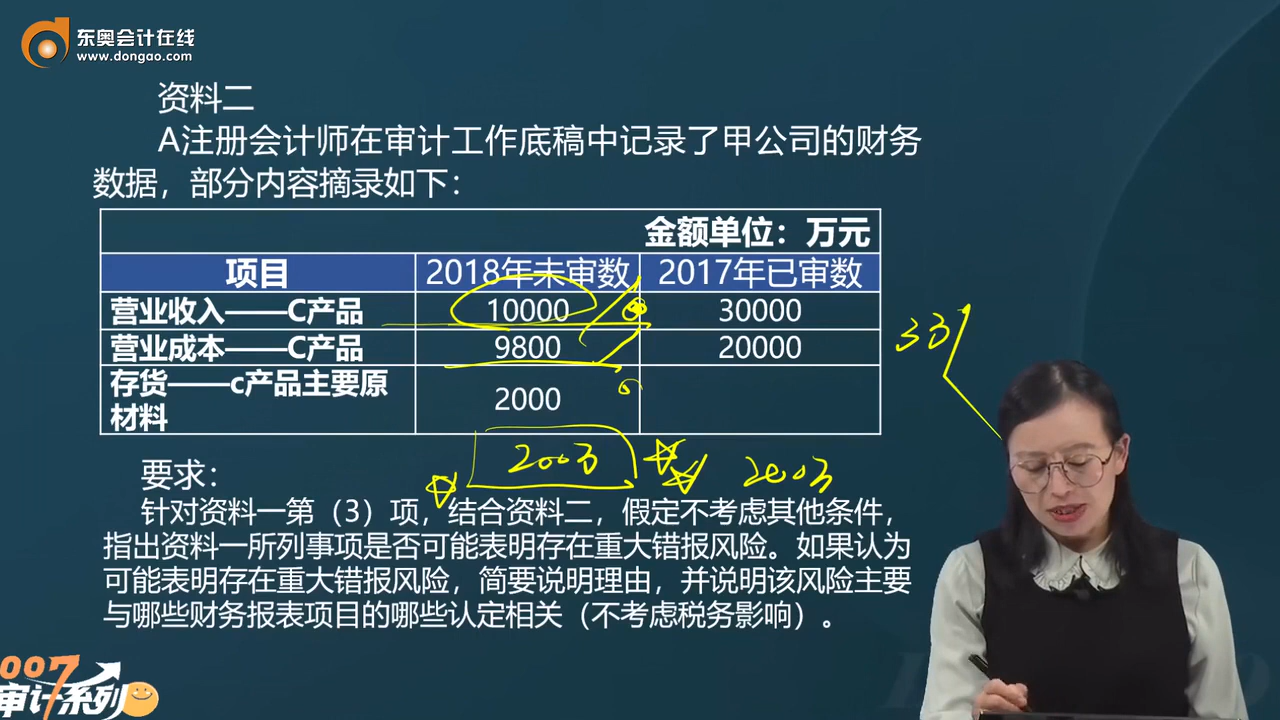 东奥会计在线
www.dongao.com
资料二
A注册会计师在审计工作底稿中记录了甲公司的财务
数据，部分内容摘录如下：
金额单位：万元
项目 2018年未审数 2017年已审数
营业收入——C产品 10000 30000
营业成本——C产品 9800 20000
存货——c产品主要原
材料 2000
要求：
针对资料一第（3）项，结合资料二，假定不考虑其他条件，
指出资料一所列事项是否可能表明存在重大错报风险。如果认为
可能表明存在重大错报风险，简要说明理由，并说明该风险主要
与哪些财务报表项目的哪些认定相关（不考虑税务影响）。
007
审计系列